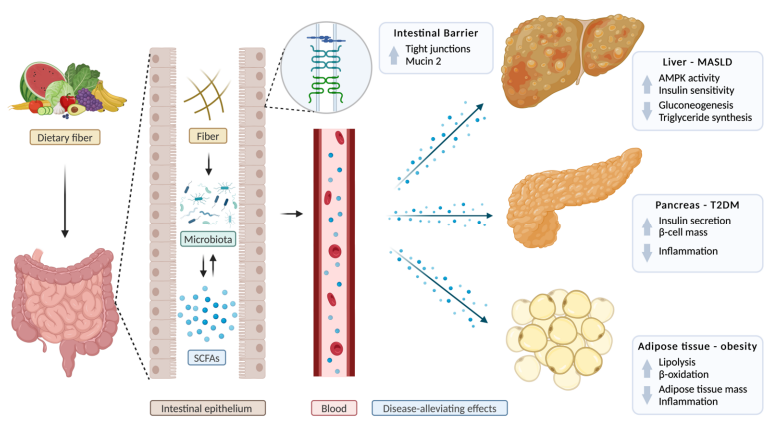 Dietary fiber
Fiber
Microbiota
SCFAs
Intestinal epithelium
Blood
Disease-alleviating effects
Intestinal Barrier
Tight junctions
Mucin 2
Liver - MASLD
AMPK activity
Insulin sensitivity
Gluconeogenesis
Triglyceride synthesis
Pancreas - T2DM
Insulin secretion
β-cell mass
Inflammation
Adipose tissue - obesity
Lipolysis
β-oxidation
Adipose tissue mass
Inflammation